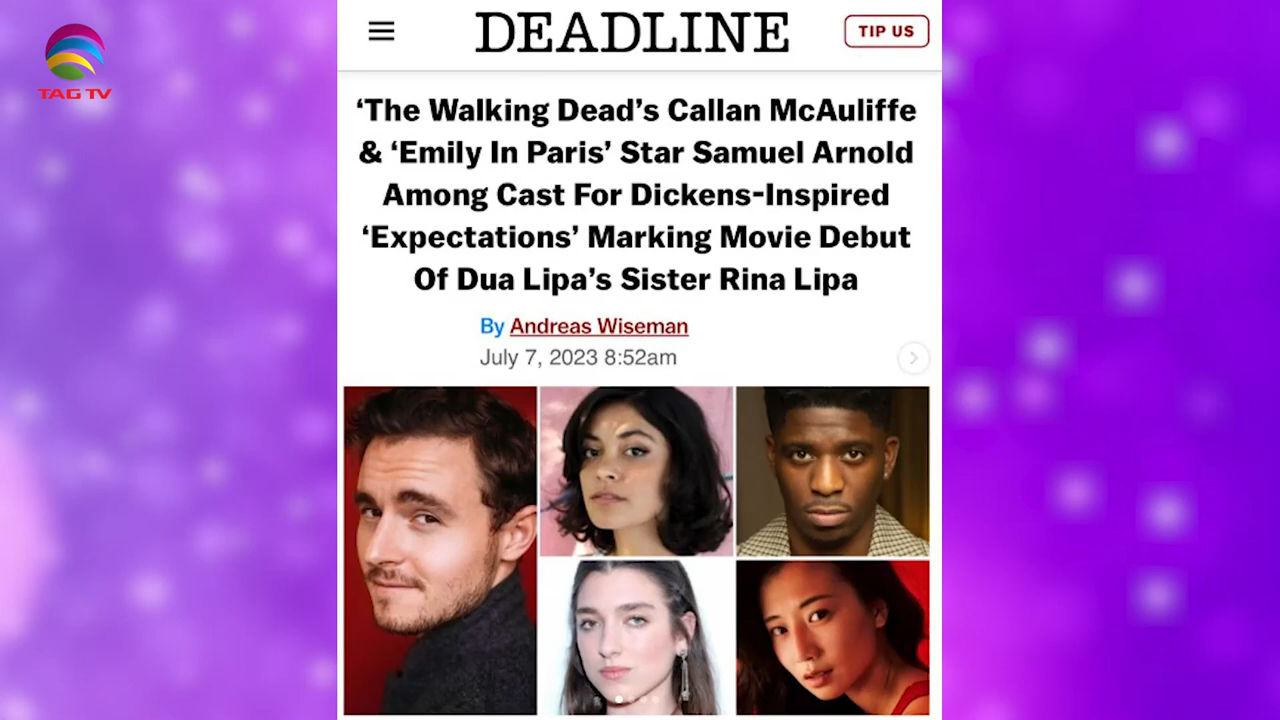 TAG TV
DEADLINE
TIP US
‘The Walking Dead’s Callan McAuliffe
& ‘Emily In Paris’ Star Samuel Arnold
Among Cast For Dickens-Inspired
‘Expectations’ Marking Movie Debut
Of Dua Lipa’s Sister Rina Lipa
By Andreas Wiseman
July 7, 2023 8:52am